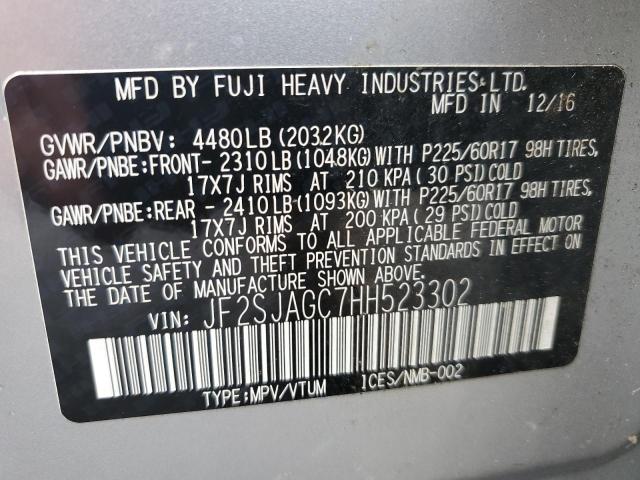 MFD BY FUJI HEAVY INDUSTRIES LTD.
MFD IN 12/16
GVWR/PNBV: 4480LB(2032KG)
GAWR/PNBE:FRONT- 2310LB(1048KG)WITH P225/60R17 98H TIRES,
17X7J RIMS AT 210 KPA(30 PSI)COLD
GAWR/PNBE:REAR - 2410LB(1093KG)WITH P225/60R17 98H TIRES,
17X7J RIMS AT 200 KPA(29 PSI)COLD
THIS VEHICLE CONFORMS TO ALL APPLICABLE FEDERAL MOTOR
VEHICLE SAFETY AND THEFT PREVENTION STANDARDS IN EFFECT ON
THE DATE OF MANUFACTURE SHOWN ABOVE.
VIN: JF2SJAGC7HH523302
TYPE:MPV/VTUM ICES/NMB-002